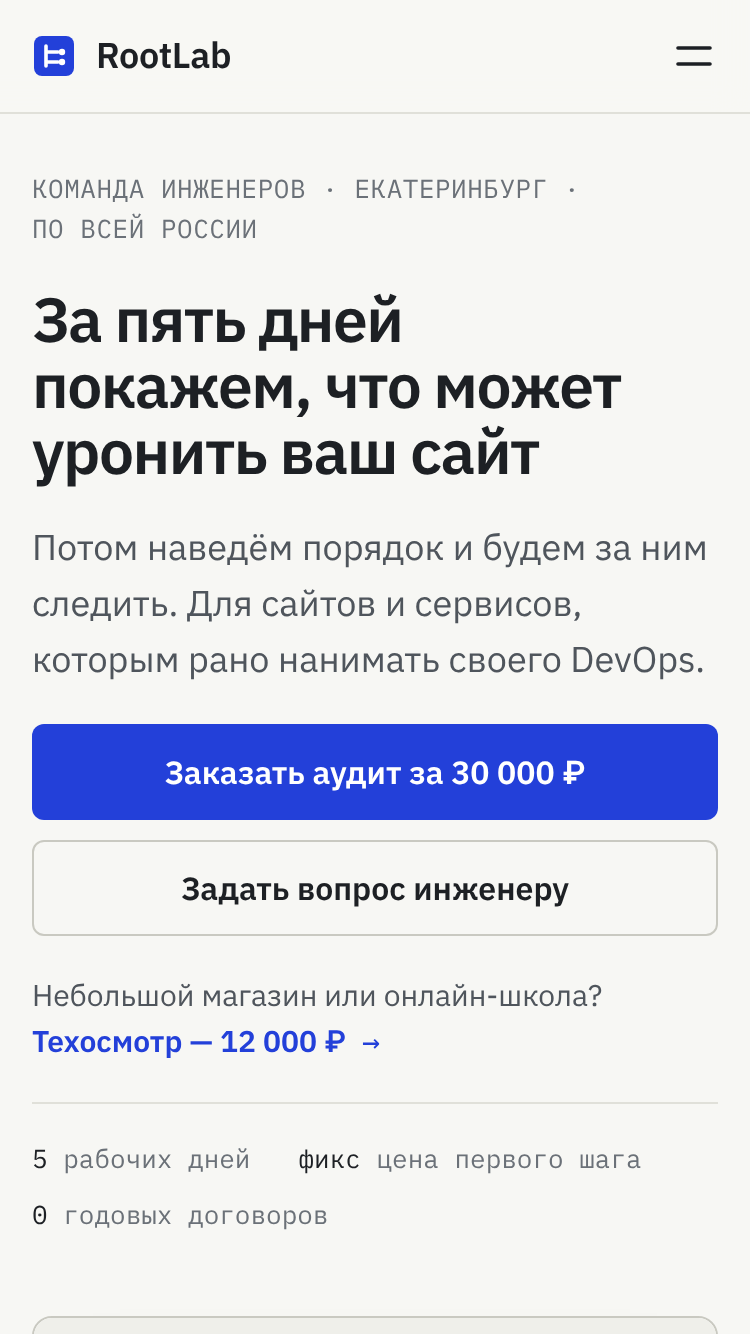 RootLab
КОМАНДА ИНЖЕНЕРОВ · ЕКАТЕРИНБУРГ ·
ПО ВСЕЙ РОССИИ
За пять дней
покажем, что может
уронить ваш сайт
Потом наведём порядок и будем за ним
следить. Для сайтов и сервисов,
которым рано нанимать своего DevOps.
Заказать аудит за 30 000 ₽
Задать вопрос инженеру
Небольшой магазин или онлайн-школа?
Техосмотр — 12 000 ₽ →
5 рабочих дней фикс цена первого шага
0 годовых договоров